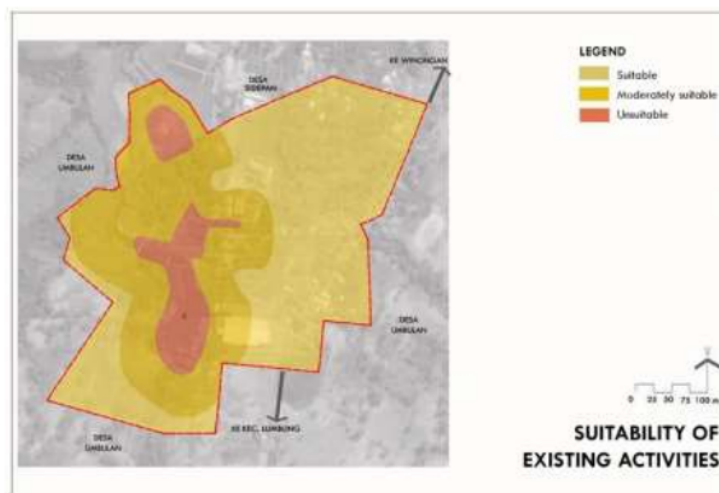 KE WINONGAN
DESA
SIDEPAN
LEGEND
Suitable
Moderately suitable
Unsuitable
DESA
UMBULAN
DESA
UMBULAN
KE KEC. LUMBUNG
DESA
UMBULAN
0 25 50 75 100 m
SUITABILITY OF
EXISTING ACTIVITIES